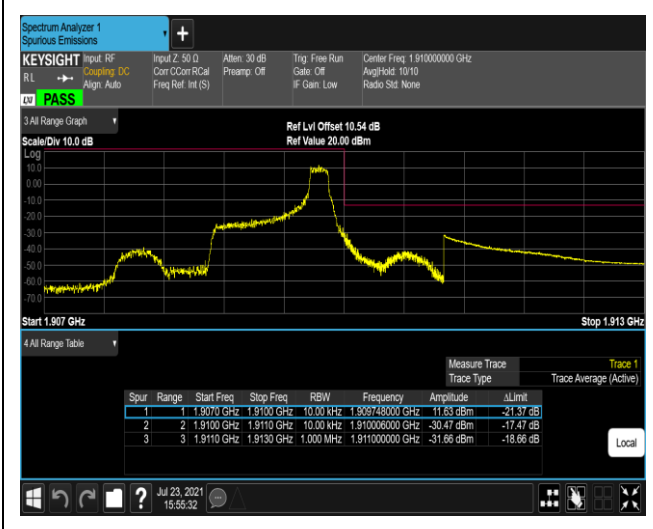 Spectrum Analyzer 1
Spurious Emissions
+
KEYSIGHT Input: RF Input Z: 50 Ω Atten: 30 dB Trig: Free Run Center Freq: 1.910000000 GHz
R L Coupling: DC Corr CCorr RCal Preamp: Off Gate: Off Avg|Hold: 10/10
Align: Auto Freq Ref: Int (S) IF Gain: Low Radio Std: None
LXI PASS
3 All Range Graph
Ref Lvl Offset 10.54 dB
Scale/Div 10.0 dB Ref Value 20.00 dBm
Log
10.0
0.00
-10.0
-20.0
-30.0
-40.0
-50.0
-60.0
-70.0
Start 1.907 GHz Stop 1.913 GHz
4 All Range Table
Measure Trace Trace 1
Trace Type Trace Average (Active)
Spur Range Start Freq Stop Freq RBW Frequency Amplitude ΔLimit
1 1 1.9070 GHz 1.9100 GHz 10.00 kHz 1.909748000 GHz 11.63 dBm -21.37 dB
2 2 1.9100 GHz 1.9110 GHz 10.00 kHz 1.910006000 GHz -30.47 dBm -17.47 dB
3 3 1.9110 GHz 1.9130 GHz 1.000 MHz 1.911000000 GHz -31.66 dBm -18.66 dB
Local
? Jul 23, 2021
15:55:32